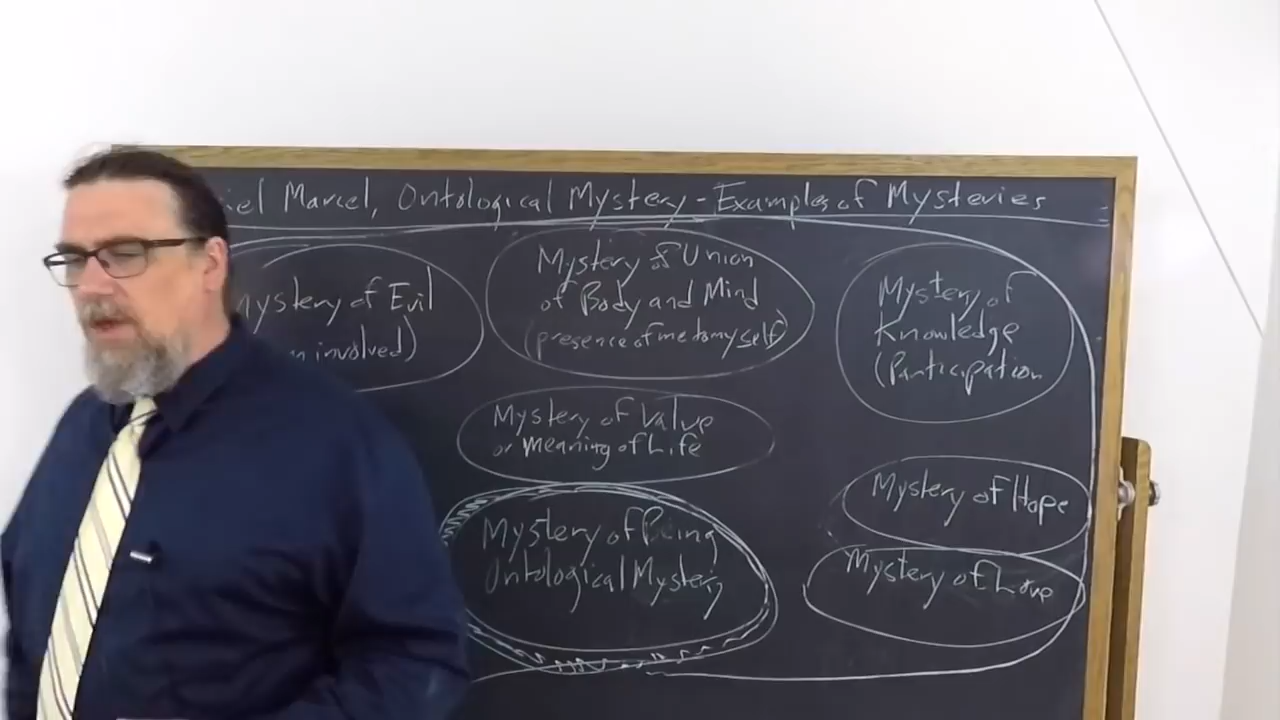 iel Marcel, Ontological Mystery - Examples of Mysteries
Mystery of Evil
n involved)
Mystery of Union
of Body and Mind
(presence of me to myself)
Mystery of
Knowledge
(Participation
Mystery of Value
or meaning of Life
Mystery of Being
Ontological Mystery
Mystery of Hope
Mystery of Love